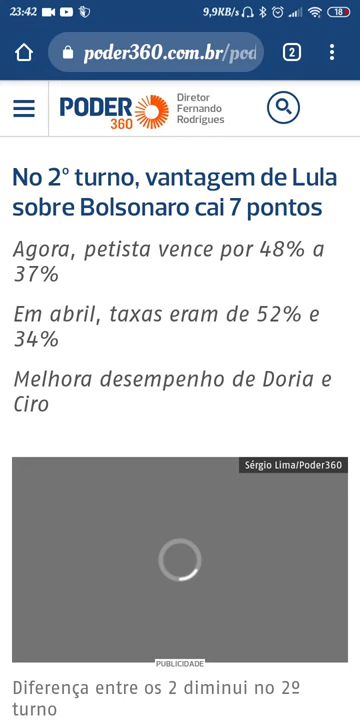 23:42
9,9KB/s
18
poder360.com.br/pod
2
PODER
360
Diretor
Fernando
Rodrigues
No 2º turno, vantagem de Lula
sobre Bolsonaro cai 7 pontos
Agora, petista vence por 48% a
37%
Em abril, taxas eram de 52% e
34%
Melhora desempenho de Doria e
Ciro
Sérgio Lima/Poder360
PUBLICIDADE
Diferença entre os 2 diminui no 2º
turno